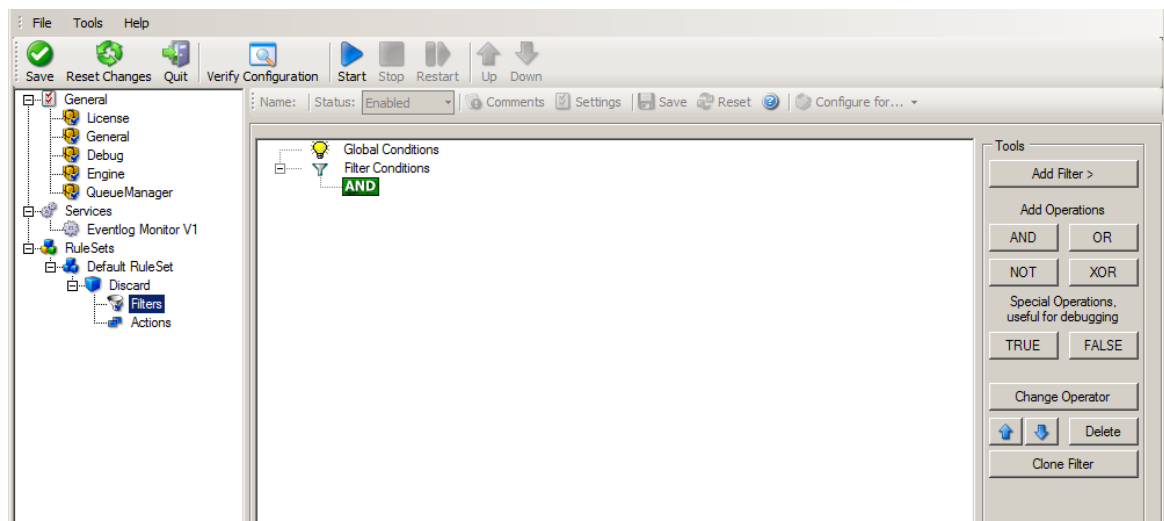 File Tools Help
Save Reset Changes Quit Verify Configuration Start Stop Restart Up Down
General
License
General
Debug
Engine
QueueManager
Services
Eventlog Monitor V1
RuleSets
Default RuleSet
Discard
Filters
Actions
Name: Status: Enabled Comments Settings Save Reset Configure for...
Global Conditions
Filter Conditions
AND
Tools
Add Filter >
Add Operations
AND OR
NOT XOR
Special Operations,
useful for debugging
TRUE FALSE
Change Operator
Delete
Clone Filter